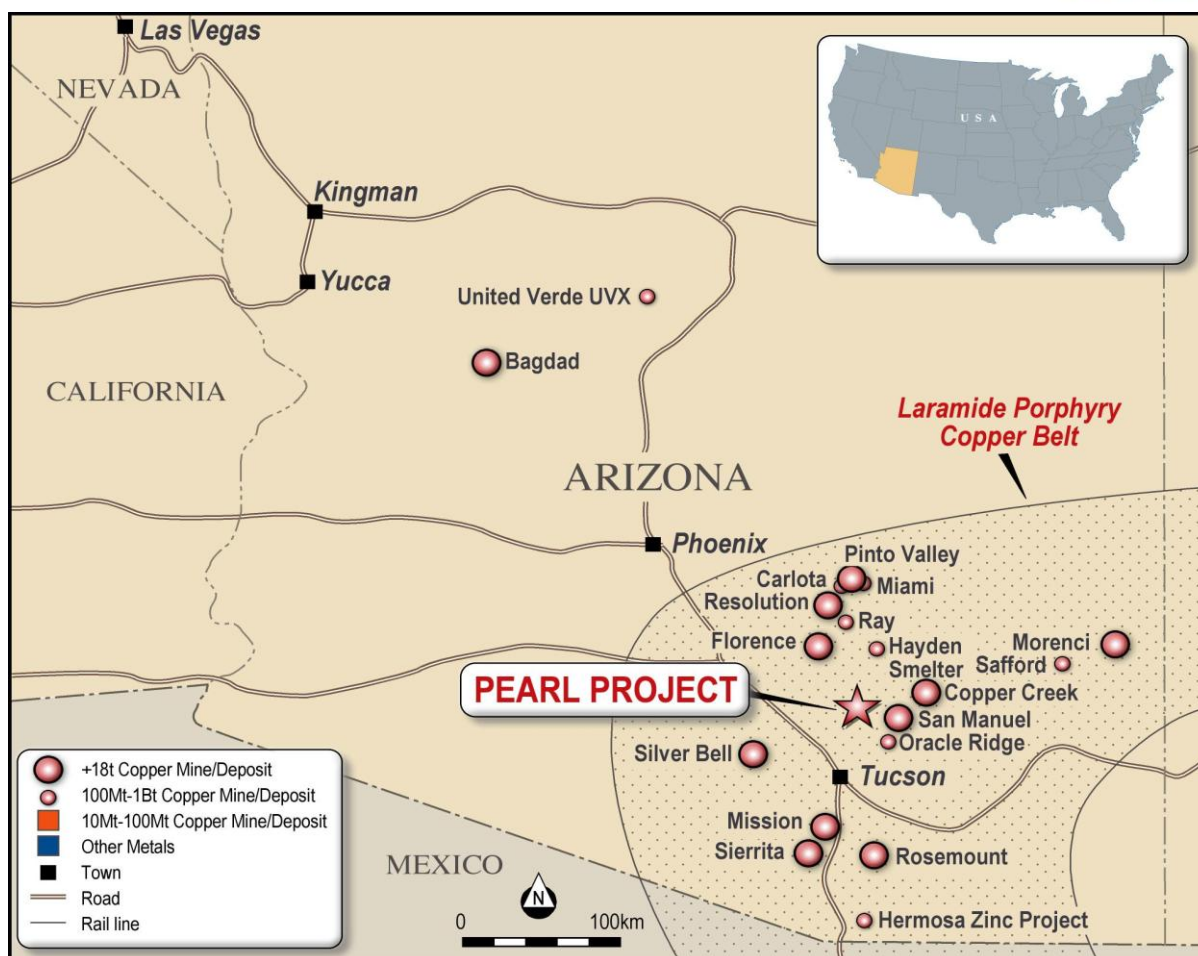 Las Vegas
NEVADA
USA
Kingman
Yucca
United Verde UVX
Bagdad
CALIFORNIA
Laramide Porphyry
Copper Belt
ARIZONA
Phoenix
Pinto Valley
Carlota
Miami
Resolution
Ray
Florence
Hayden
Smelter
Morenci
Safford
PEARL PROJECT
Copper Creek
San Manuel
Oracle Ridge
Silver Bell
Tucson
Mission
Sierrita
Rosemount
Hermosa Zinc Project
MEXICO
N
0 100km
+18t Copper Mine/Deposit
100Mt-1Bt Copper Mine/Deposit
10Mt-100Mt Copper Mine/Deposit
Other Metals
Town
Road
Rail line